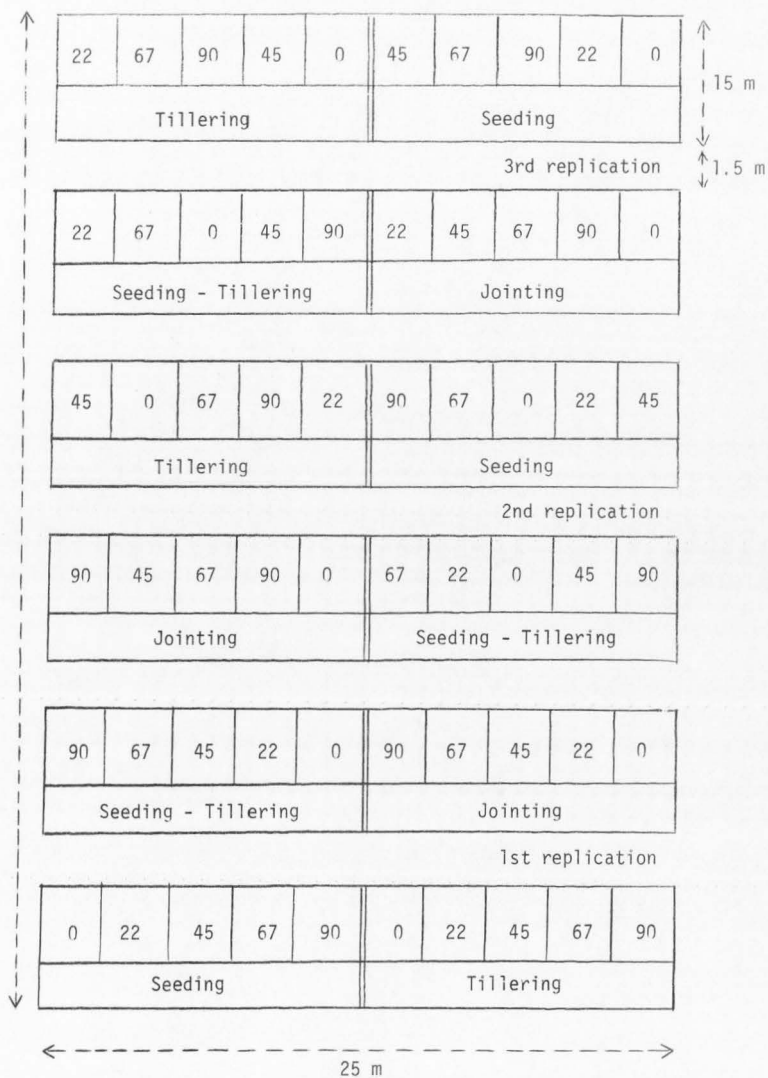 22 67 90 45 0 45 67 90 22 0
15 m
Tillering Seeding
3rd replication 1.5 m
22 67 0 45 90 22 45 67 90 0
Seeding - Tillering Jointing
45 0 67 90 22 90 67 0 22 45
Tillering Seeding
2nd replication
90 45 67 90 0 67 22 0 45 90
Jointing Seeding - Tillering
90 67 45 22 0 90 67 45 22 0
Seeding - Tillering Jointing
1st replication
0 22 45 67 90 0 22 45 67 90
Seeding Tillering
25 m